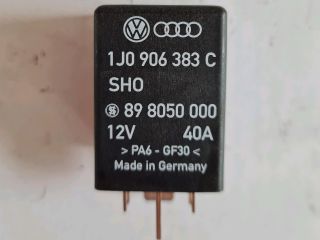 1J0 906 383 C
SHO
89 8050 000
12V 40A
> PA6 - GF30 <
Made in Germany